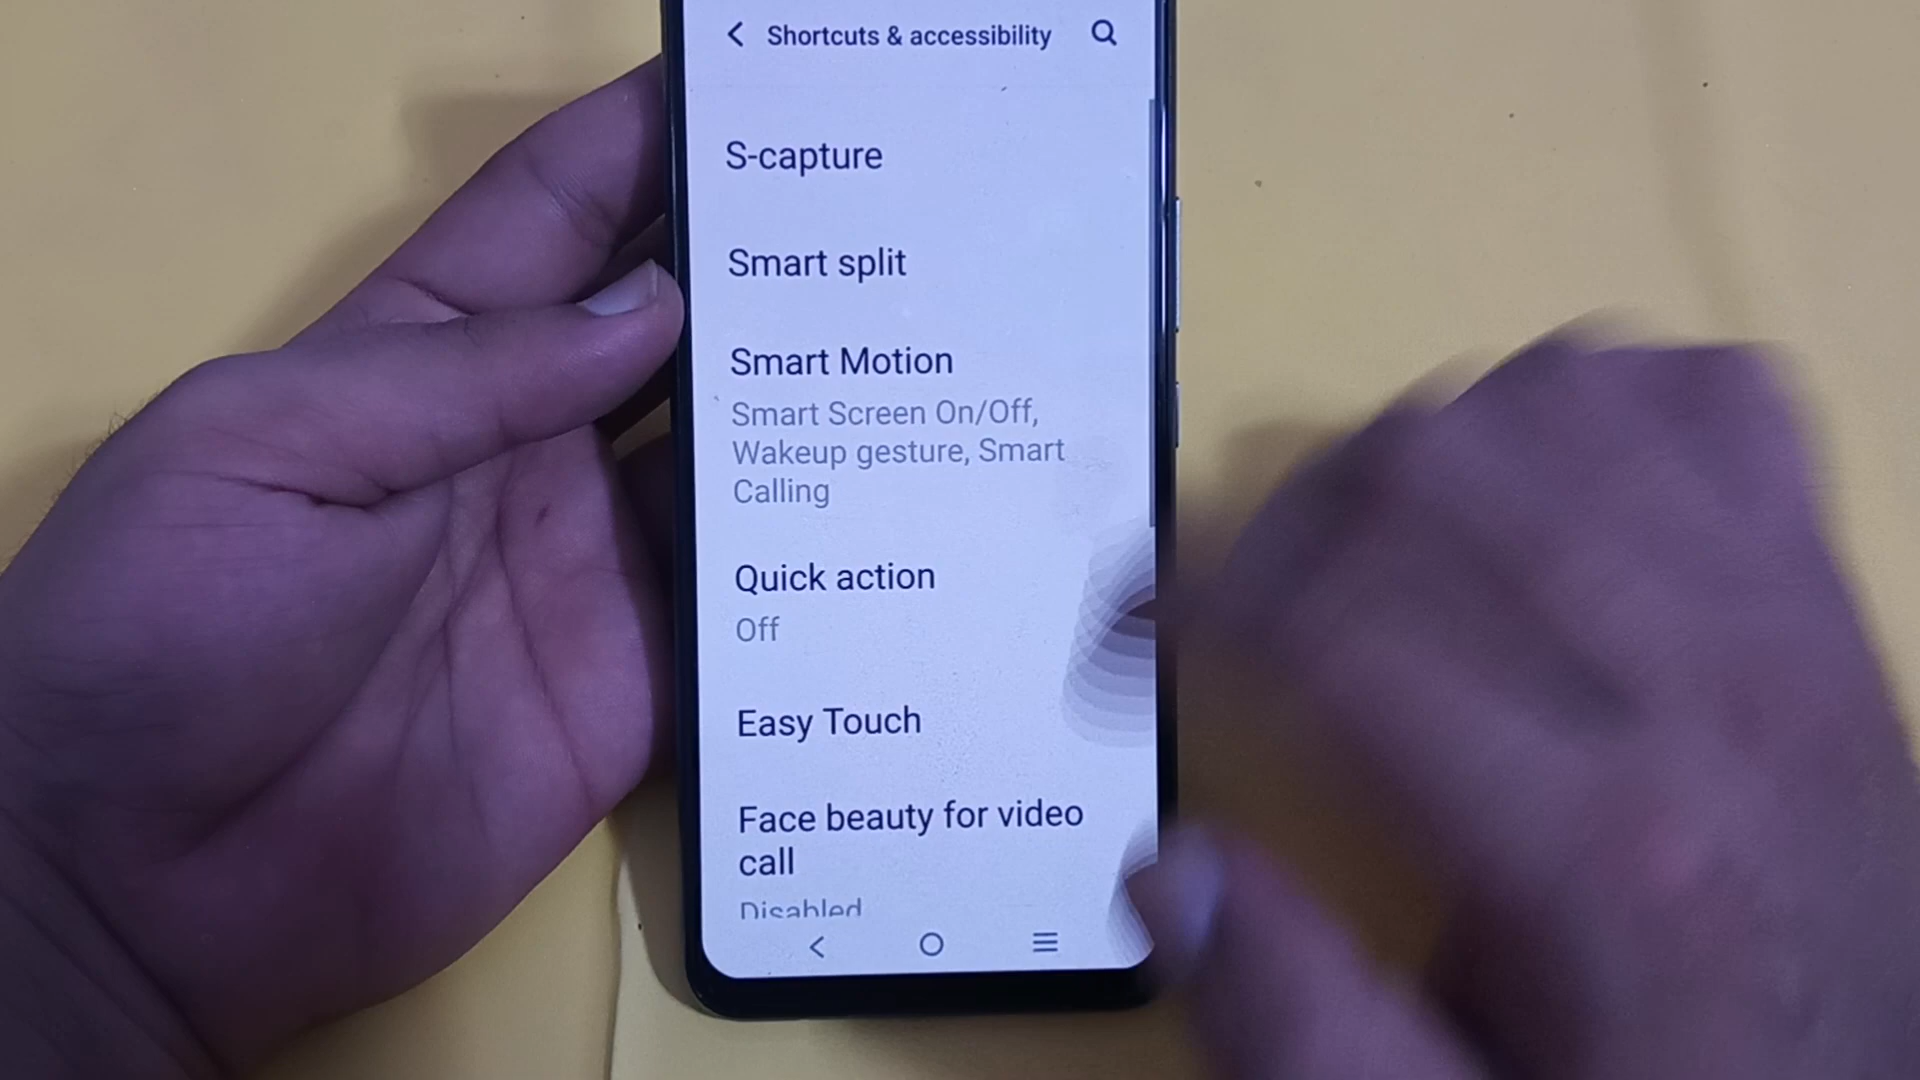 Shortcuts & accessibility
S-capture
Smart split
Smart Motion
Smart Screen On/Off,
Wakeup gesture, Smart
Calling
Quick action
Off
Easy Touch
Face beauty for video
call
Disabled